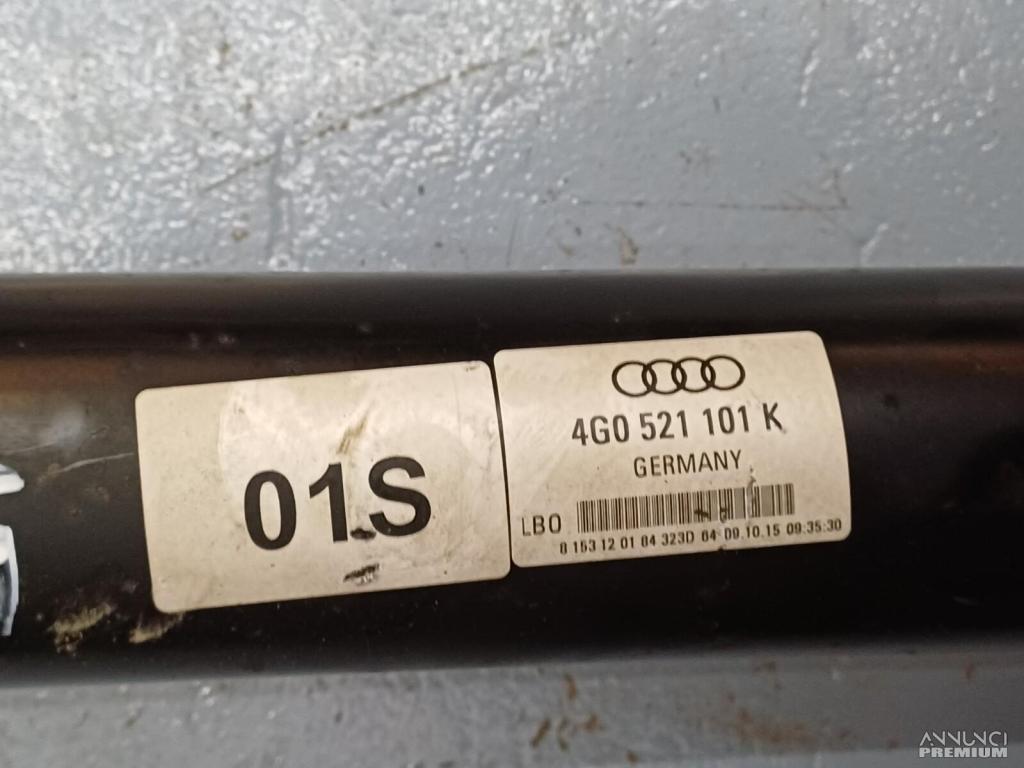 01S
4G0 521 101 K
GERMANY
LBO
8 153 12 01 84 323D 64 09.10.15 09:35:30
ANNUNCI
PREMIUM